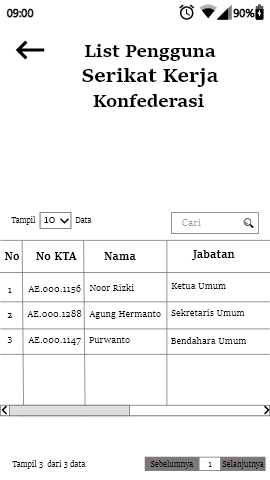 09:00 90%
List Pengguna
Serikat Kerja
Konfederasi
Tampil 10 Data Cari
No No KTA Nama Jabatan
1 AE.000.1156 Noor Rizki Ketua Umum
2 AE.000.1288 Agung Hermanto Sekretaris Umum
3 AE.000.1147 Purwanto Bendahara Umum
Tampil 3 dari 3 data Sebelumnya 1 Selanjutnya